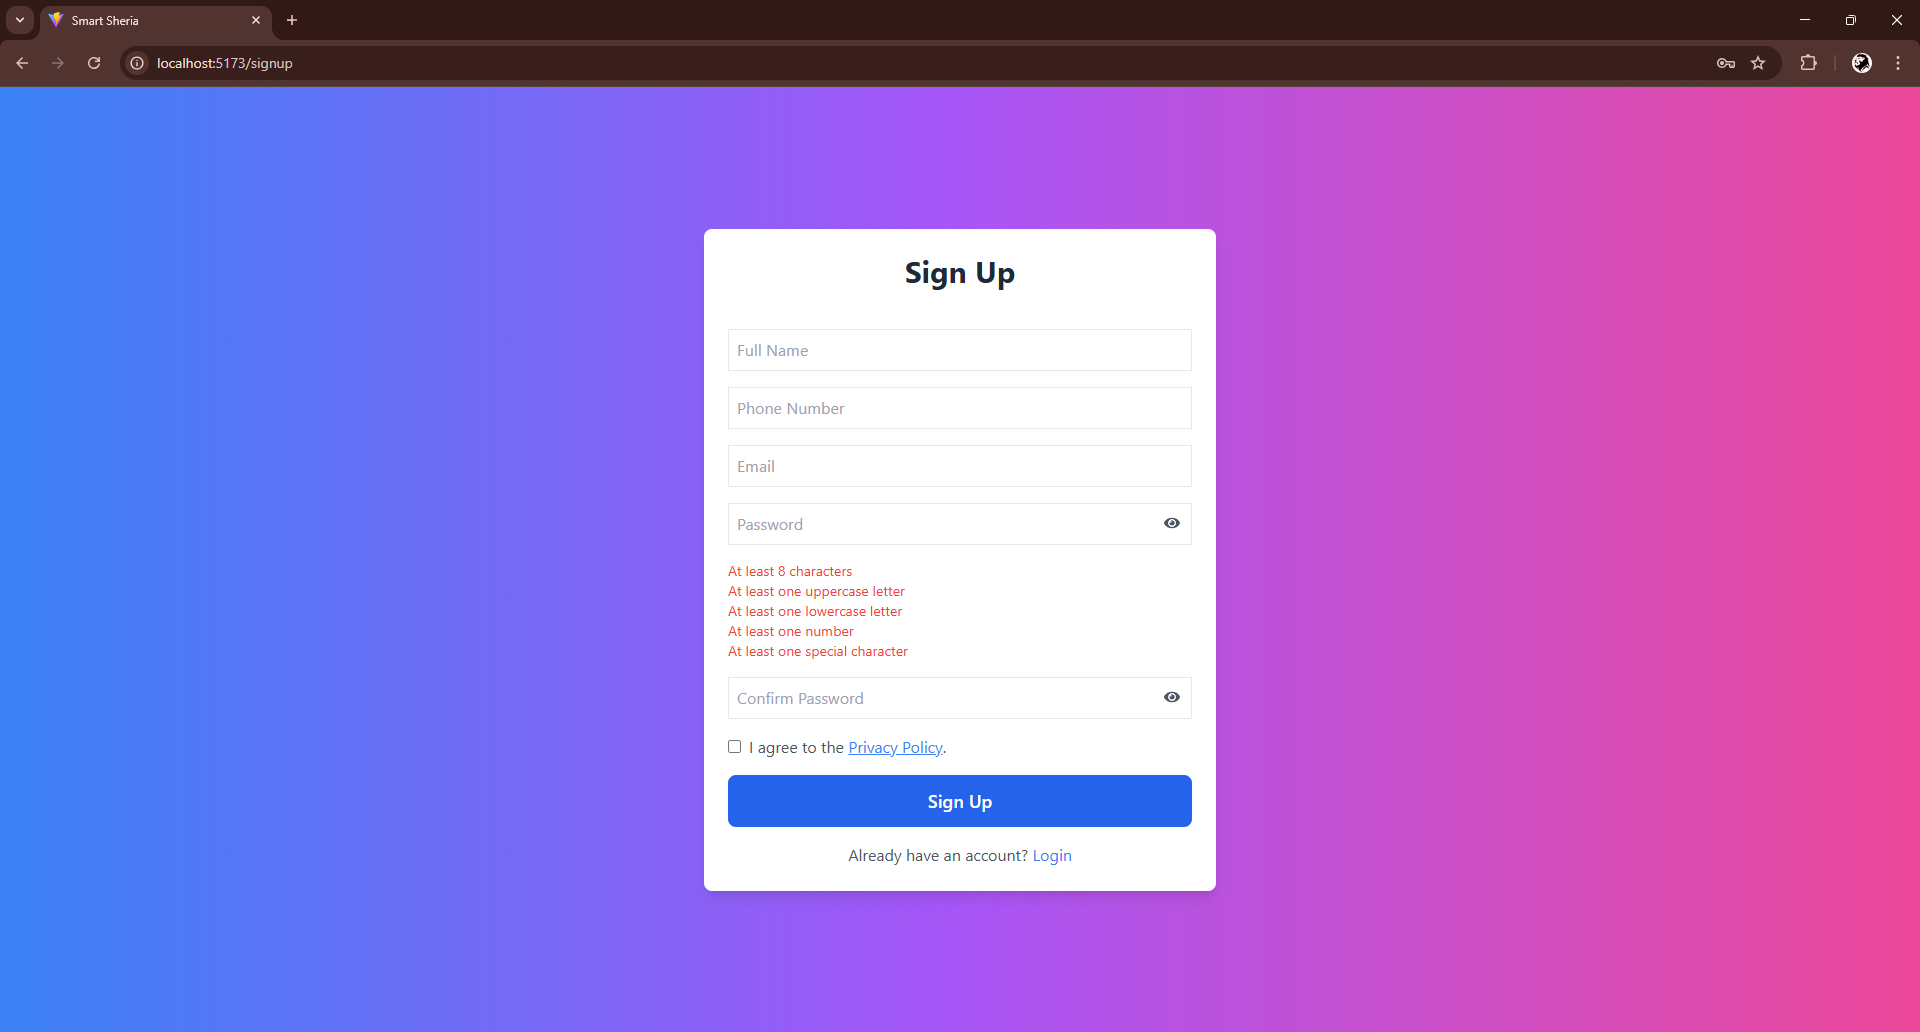 Smart Sheria
localhost:5173/signup
Sign Up
Full Name
Phone Number
Email
Password
At least 8 characters
At least one uppercase letter
At least one lowercase letter
At least one number
At least one special character
Confirm Password
I agree to the Privacy Policy.
Sign Up
Already have an account? Login